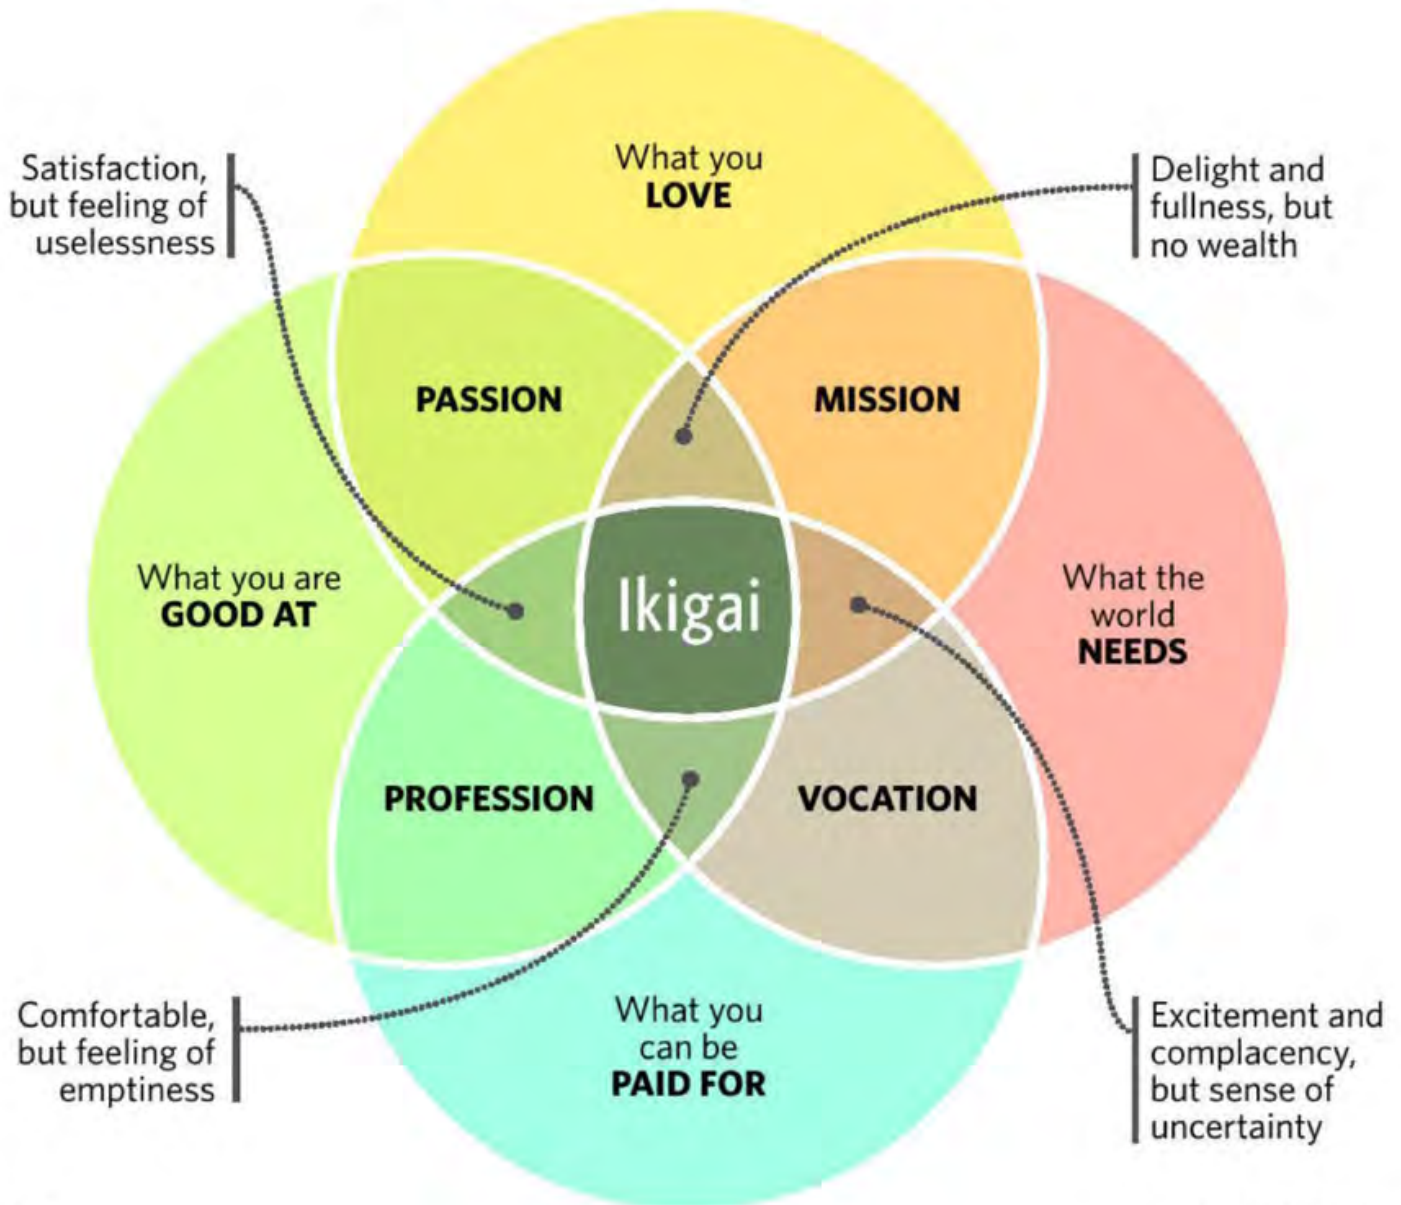 What you
LOVE
Satisfaction,
but feeling of
uselessness
Delight and
fullness, but
no wealth
PASSION
MISSION
What you are
GOOD AT
Ikigai
What the
world
NEEDS
PROFESSION
VOCATION
Comfortable,
but feeling of
emptiness
What you
can be
PAID FOR
Excitement and
complacency,
but sense of
uncertainty